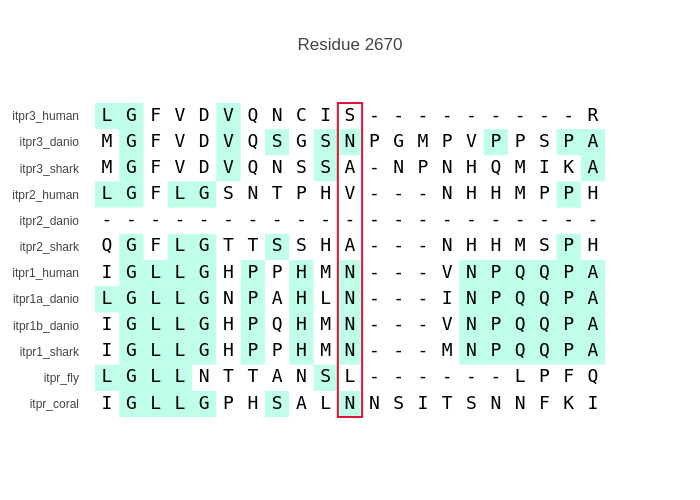 Residue 2670
itpr3_human L G F V D V Q N C I S - - - - - - - - - R
itpr3_danio M G F V D V Q S G S N P G M P V P P S P A
itpr3_shark M G F V D V Q N S S A - N P N H Q M I K A
itpr2_human L G F L G S N T P H V - - - N H H M P P H
itpr2_danio - - - - - - - - - - - - - - - - - - - - -
itpr2_shark Q G F L G T T S S H A - - - N H H M S P H
itpr1_human I G L L G H P P H M N - - - V N P Q Q P A
itpr1a_danio L G L L G N P A H L N - - - I N P Q Q P A
itpr1b_danio I G L L G H P Q H M N - - - V N P Q Q P A
itpr1_shark I G L L G H P P H M N - - - M N P Q Q P A
itpr_fly L G L L N T T A N S L - - - - - - L P F Q
itpr_coral I G L L G P H S A L N N S I T S N N F K I